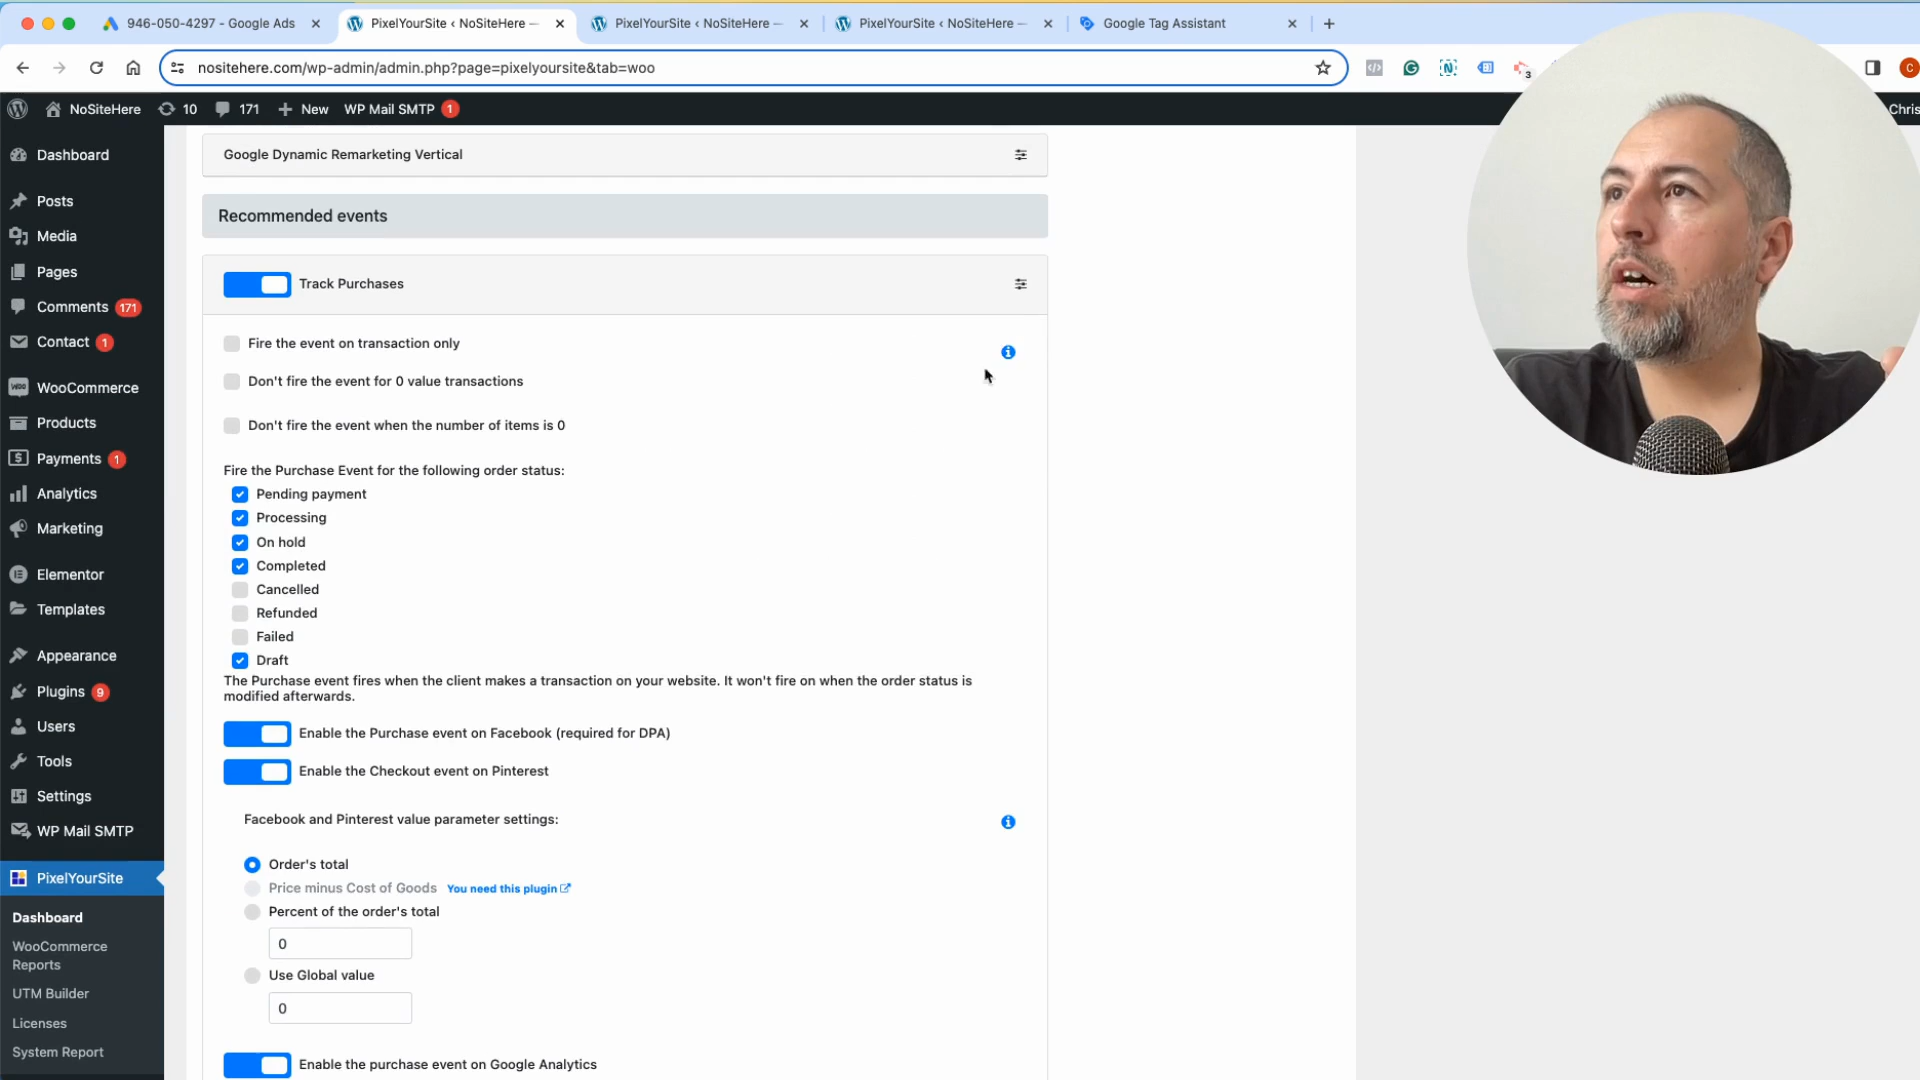 946-050-4297 - Google Ads
PixelYourSite ‹ NoSiteHere —
PixelYourSite ‹ NoSiteHere —
PixelYourSite ‹ NoSiteHere —
Google Tag Assistant
nositehere.com/wp-admin/admin.php?page=pixelyoursite&tab=woo
3
C
NoSiteHere
10
171
New
WP Mail SMTP 1
Chris
Dashboard
Posts
Media
Pages
Comments 171
Contact 1
WooCommerce
Products
Payments 1
Analytics
Marketing
Elementor
Templates
Appearance
Plugins 9
Users
Tools
Settings
WP Mail SMTP
PixelYourSite
Dashboard
WooCommerce
Reports
UTM Builder
Licenses
System Report
Google Dynamic Remarketing Vertical
Recommended events
Track Purchases
Fire the event on transaction only
Don't fire the event for 0 value transactions
Don't fire the event when the number of items is 0
Fire the Purchase Event for the following order status:
Pending payment
Processing
On hold
Completed
Cancelled
Refunded
Failed
Draft
The Purchase event fires when the client makes a transaction on your website. It won't fire on when the order status is
modified afterwards.
Enable the Purchase event on Facebook (required for DPA)
Enable the Checkout event on Pinterest
Facebook and Pinterest value parameter settings:
Order's total
Price minus Cost of Goods You need this plugin
Percent of the order's total
0
Use Global value
0
Enable the purchase event on Google Analytics